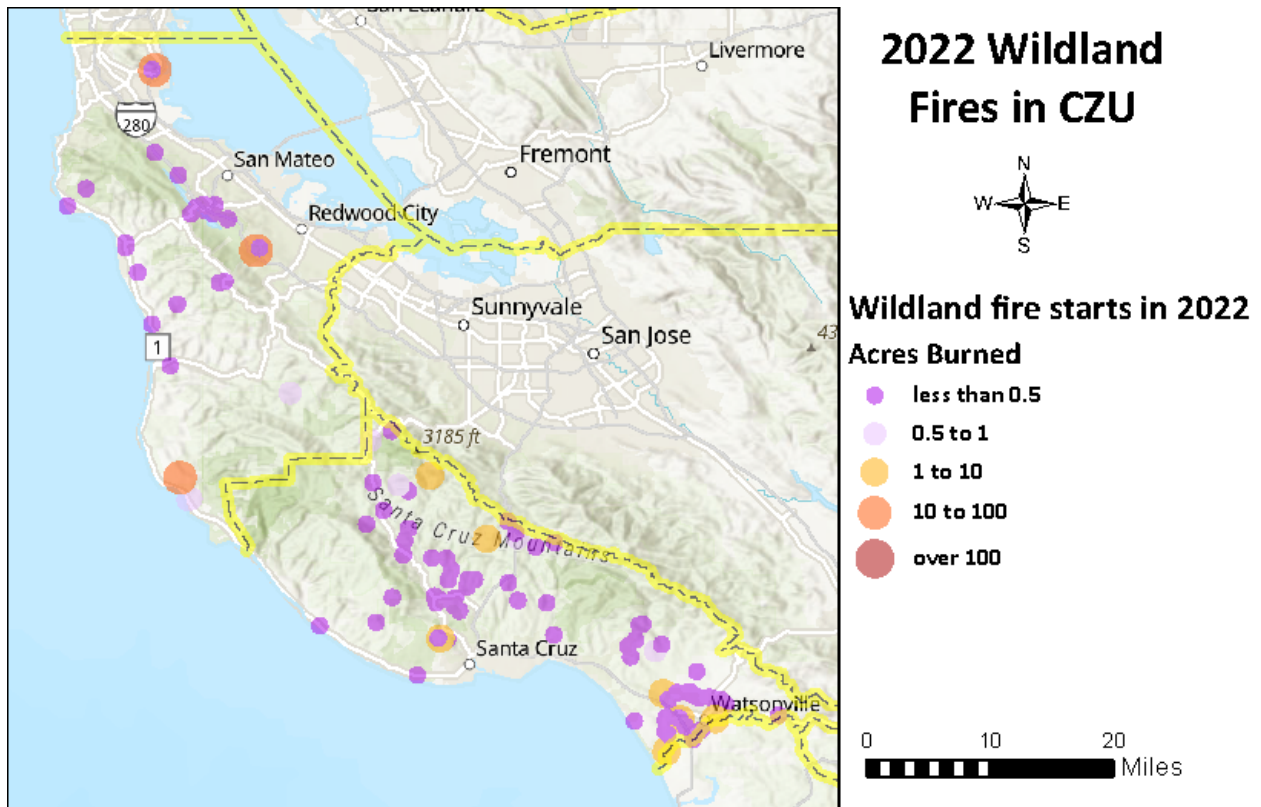 San Leandro
Livermore
280
San Mateo
Fremont
Redwood City
Sunnyvale
San Jose
43
1
3185 ft
Santa Cruz Mountains
Santa Cruz
Watsonville
2022 Wildland
Fires in CZU
N
W E
S
Wildland fire starts in 2022
Acres Burned
less than 0.5
0.5 to 1
1 to 10
10 to 100
over 100
0 10 20
Miles